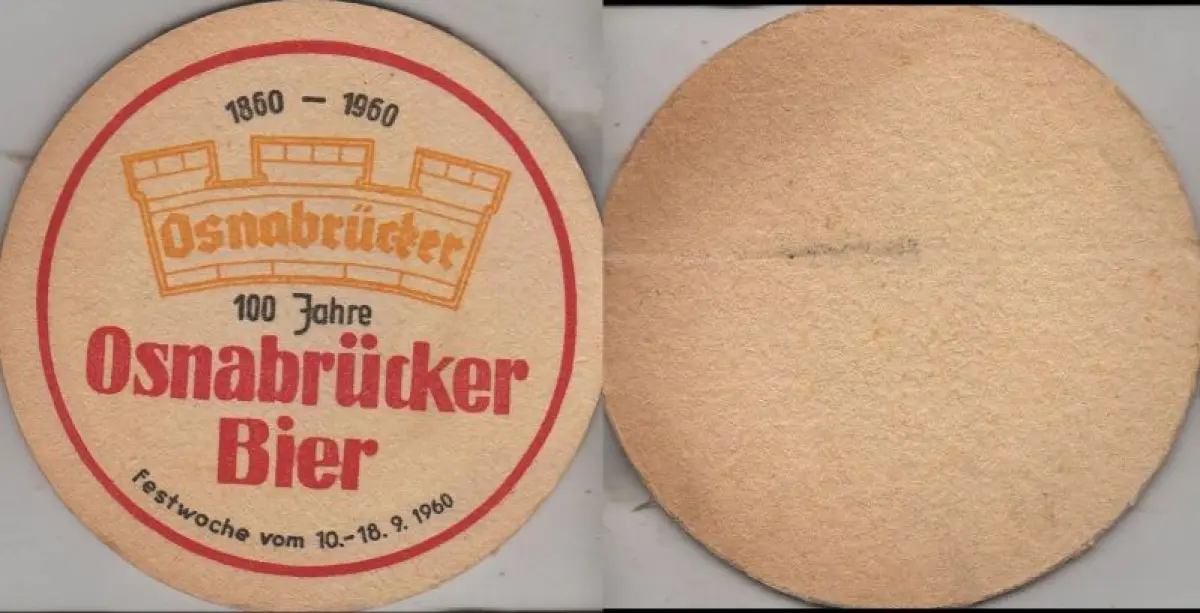 1860 – 1960
Osnabrücker
100 Jahre
Osnabrücker
Bier
Festwoche vom 10.-18.9.1960